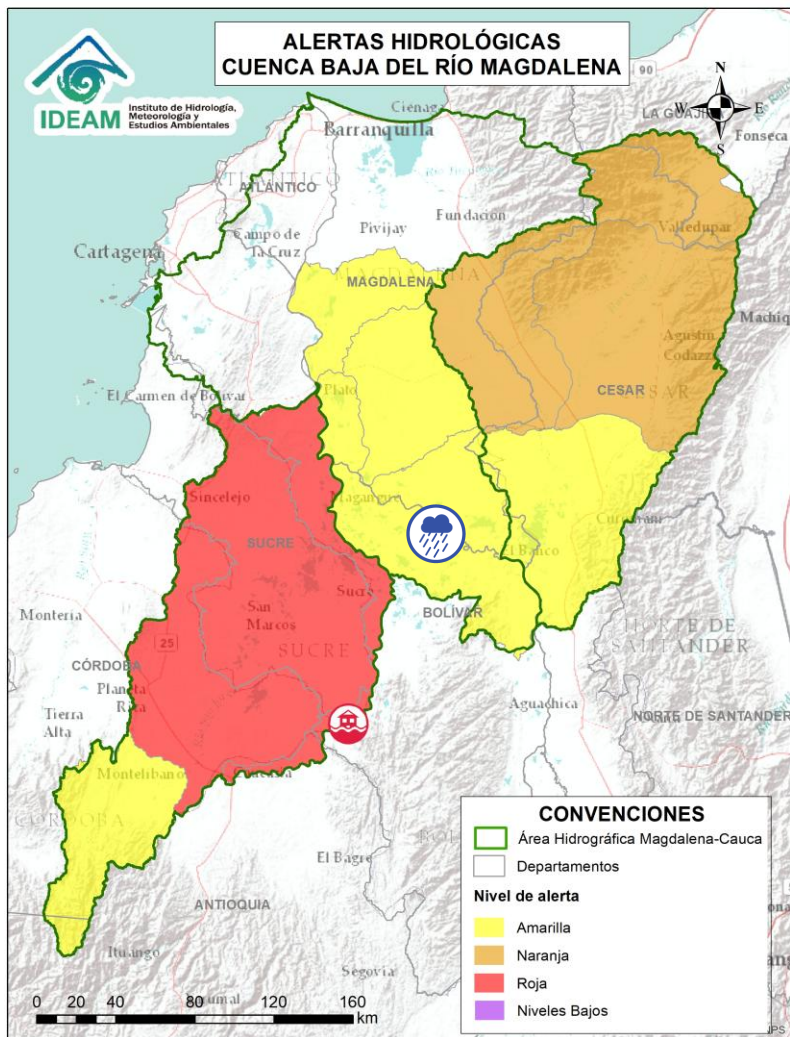 ALERTAS HIDROLÓGICAS
CUENCA BAJA DEL RÍO MAGDALENA
IDEAM
Instituto de Hidrología,
Meteorología y
Estudios Ambientales
N
W
E
S
90
LA GUAJIRA
Fonseca
Ciénaga
Barranquilla
ATLÁNTICO
Pivijay
Fundación
Valledupar
Cartagena
Campo de
la Cruz
MAGDALENA
Machiq
Agustín
Codazzi
CESAR
El Carmen de Bolívar
Plato
Sincelejo
Magangué
SUCRE
Curumaní
El Banco
Sucre
BOLÍVAR
San
Marcos
SUCRE
Montería
25
NORTE DE
SANTANDER
CÓRDOBA
Planeta
Rica
Tierra
Alta
Aguachica
NORTE DE SANTANDER
Montelíbano
CÓRDOBA
Caucasia
El Bagre
ANTIOQUIA
Ituango
Segovia
CONVENCIONES
Área Hidrográfica Magdalena-Cauca
Departamentos
Nivel de alerta
Amarilla
Naranja
Roja
Niveles Bajos
0 20 40 80 120 160
km